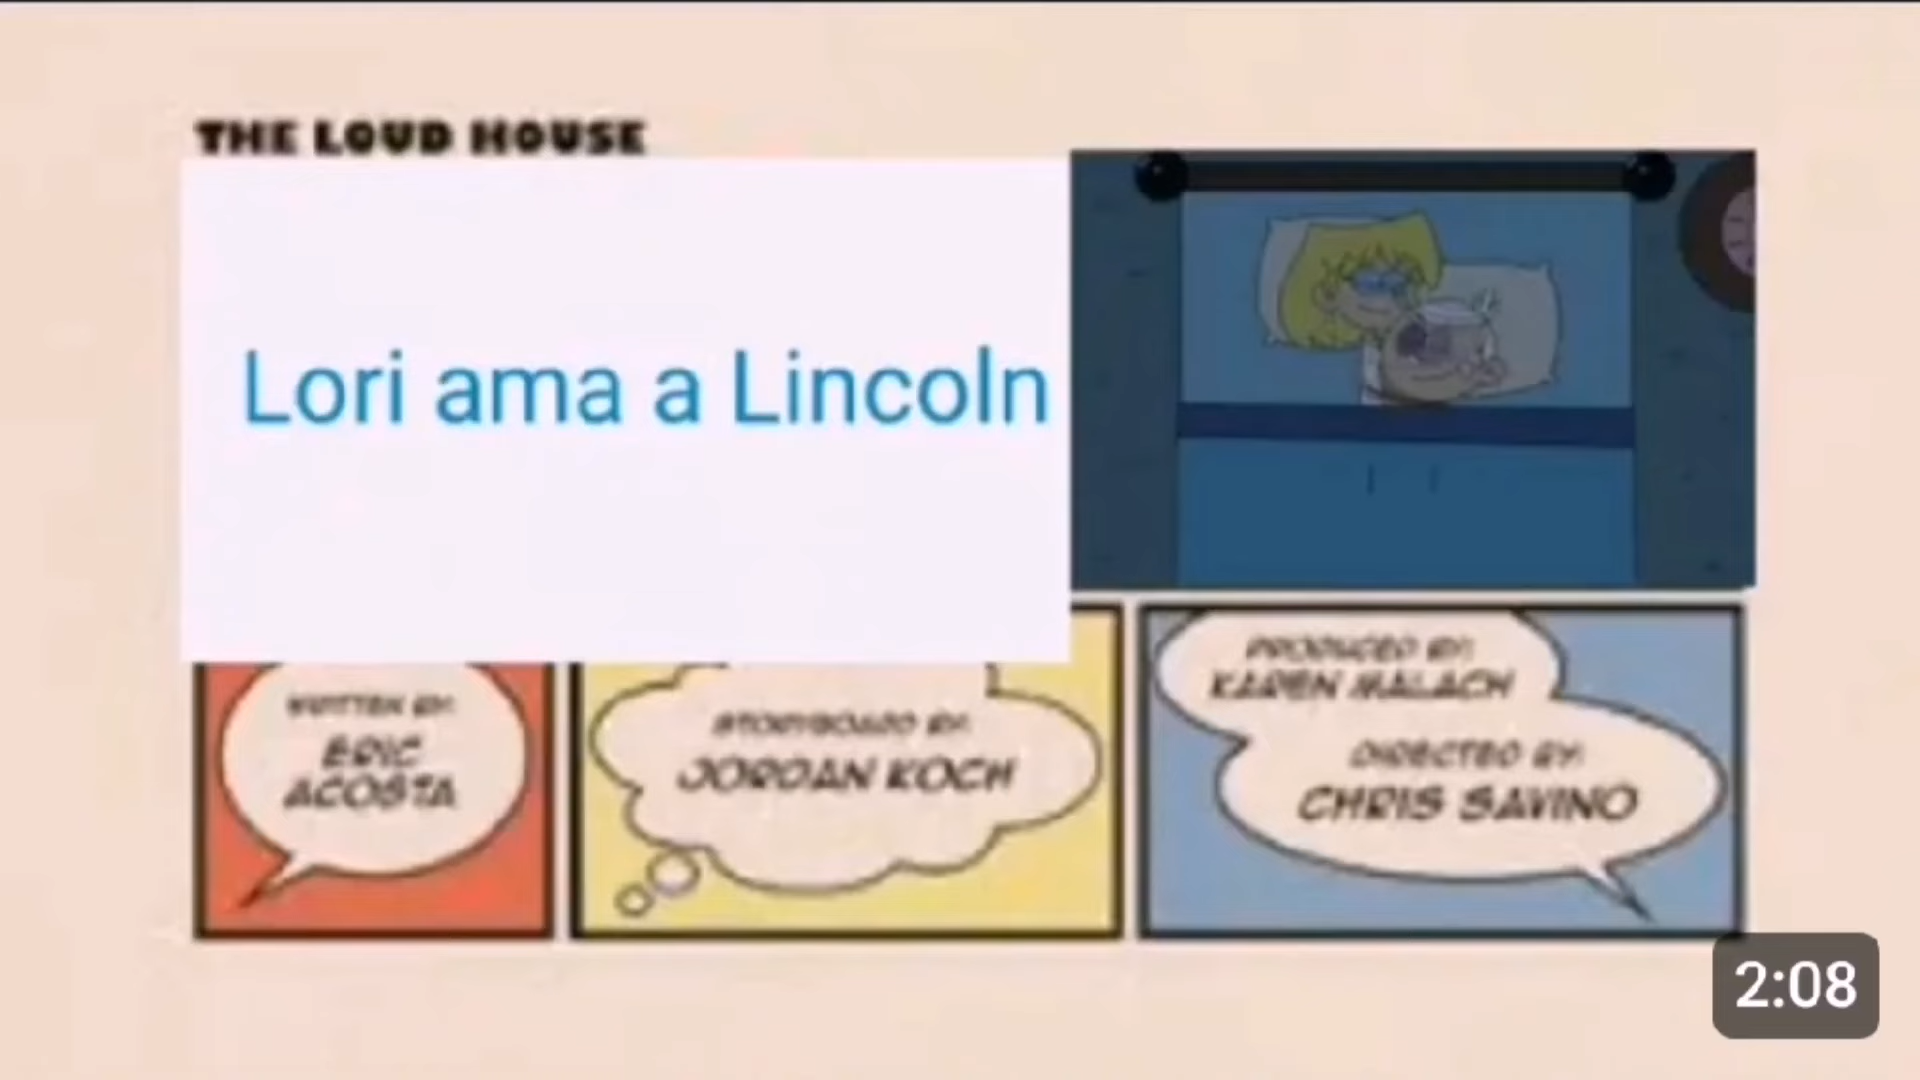 THE LOUD HOUSE
Lori ama a Lincoln
WRITTEN BY:
ERIC
ACOSTA
STORYBOARD BY:
JORDAN KOCH
PRODUCED BY:
KAREN MALACH
DIRECTED BY:
CHRIS SAVINO
2:08